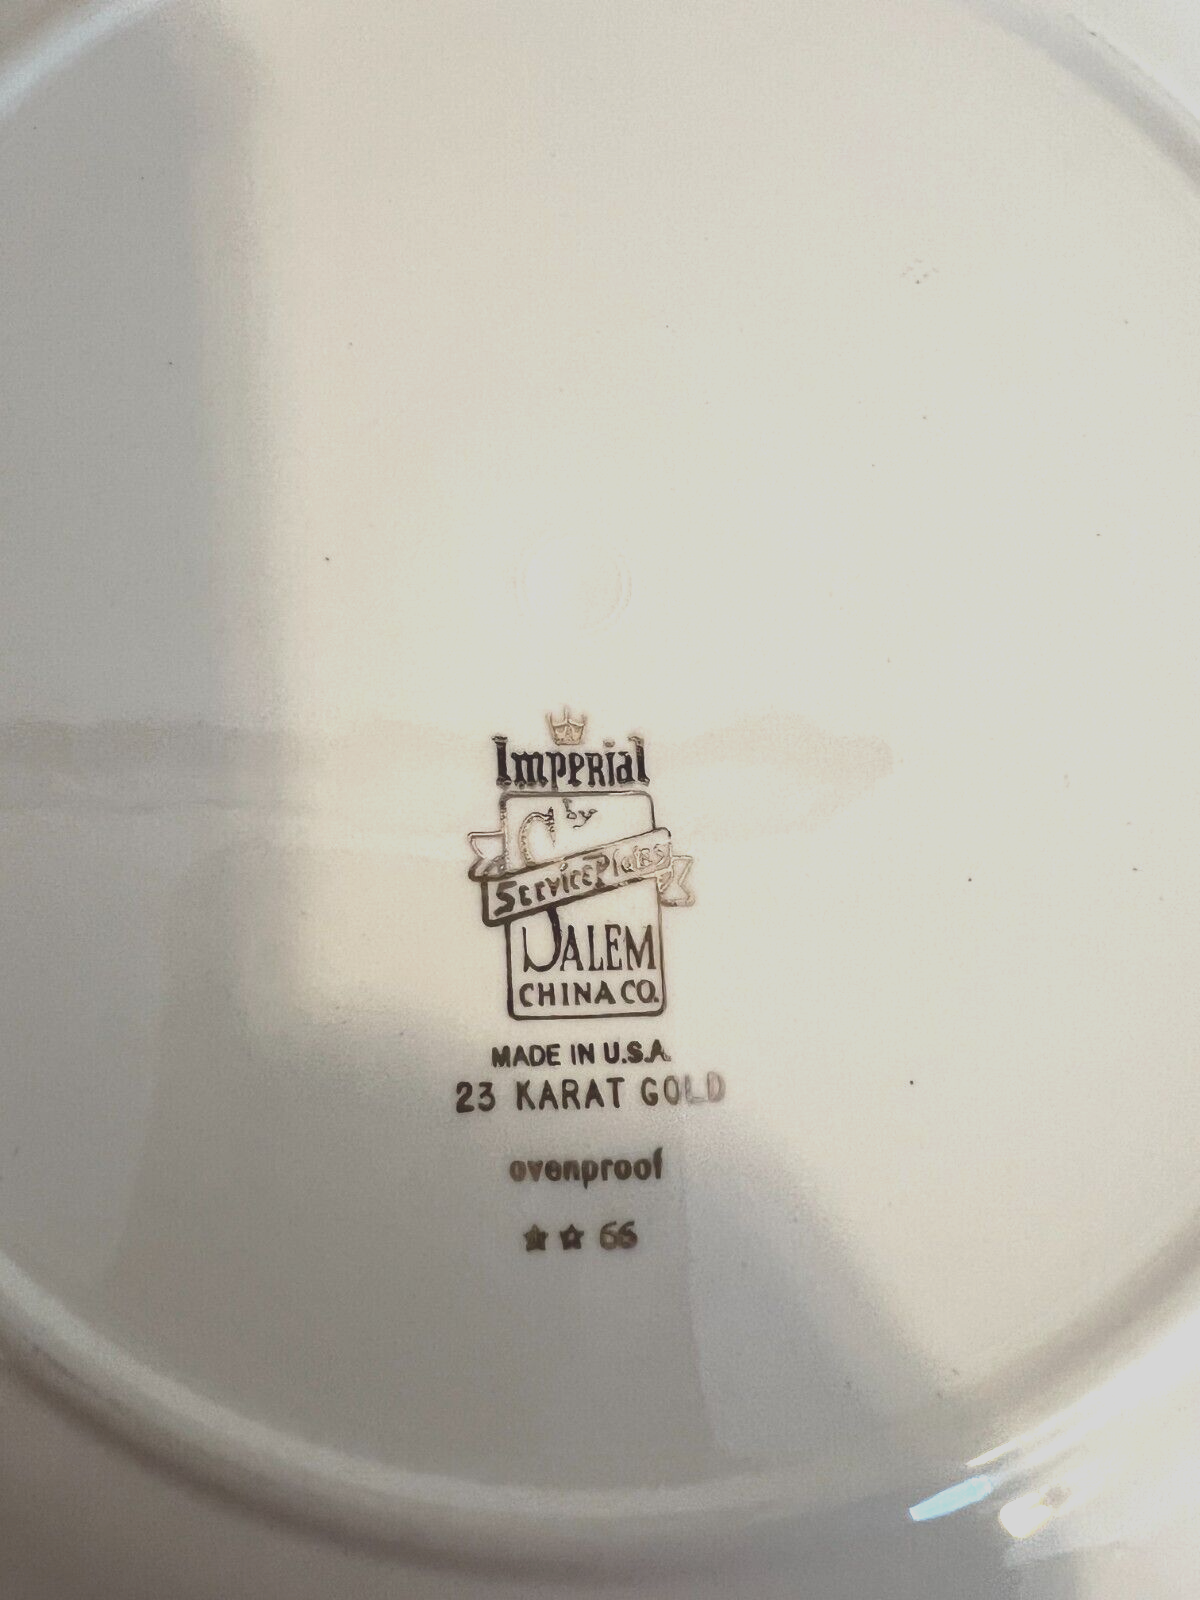 Imperial
by
Service Plates
SALEM
CHINA CO.
MADE IN U.S.A.
23 KARAT GOLD
ovenproof
★ ★ 66